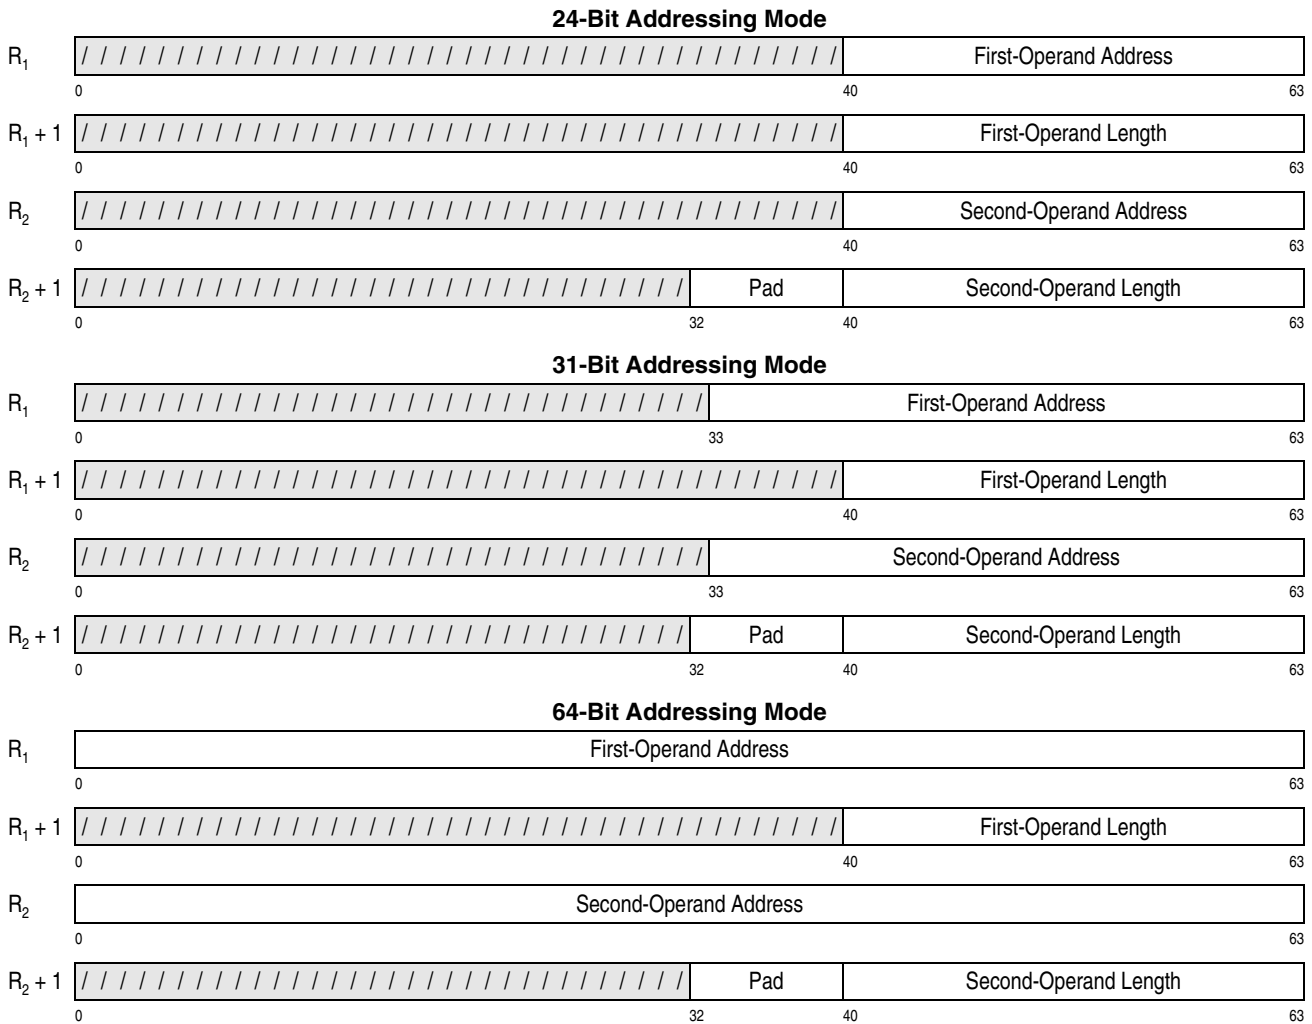 24-Bit Addressing Mode
R1 / / / / / / / / / / / / / / / / / / / / / / / / / / / / / / / / / / / / / / / / First-Operand Address
0 40 63
R1 + 1 / / / / / / / / / / / / / / / / / / / / / / / / / / / / / / / / / / / / / / / / First-Operand Length
0 40 63
R2 / / / / / / / / / / / / / / / / / / / / / / / / / / / / / / / / / / / / / / / / Second-Operand Address
0 40 63
R2 + 1 / / / / / / / / / / / / / / / / / / / / / / / / / / / / / / / / Pad Second-Operand Length
0 32 40 63
31-Bit Addressing Mode
R1 / / / / / / / / / / / / / / / / / / / / / / / / / / / / / / / / / First-Operand Address
0 33 63
R1 + 1 / / / / / / / / / / / / / / / / / / / / / / / / / / / / / / / / / / / / / / / / First-Operand Length
0 40 63
R2 / / / / / / / / / / / / / / / / / / / / / / / / / / / / / / / / / Second-Operand Address
0 33 63
R2 + 1 / / / / / / / / / / / / / / / / / / / / / / / / / / / / / / / / Pad Second-Operand Length
0 32 40 63
64-Bit Addressing Mode
R1 First-Operand Address
0 63
R1 + 1 / / / / / / / / / / / / / / / / / / / / / / / / / / / / / / / / / / / / / / / / First-Operand Length
0 40 63
R2 Second-Operand Address
0 63
R2 + 1 / / / / / / / / / / / / / / / / / / / / / / / / / / / / / / / / Pad Second-Operand Length
0 32 40 63